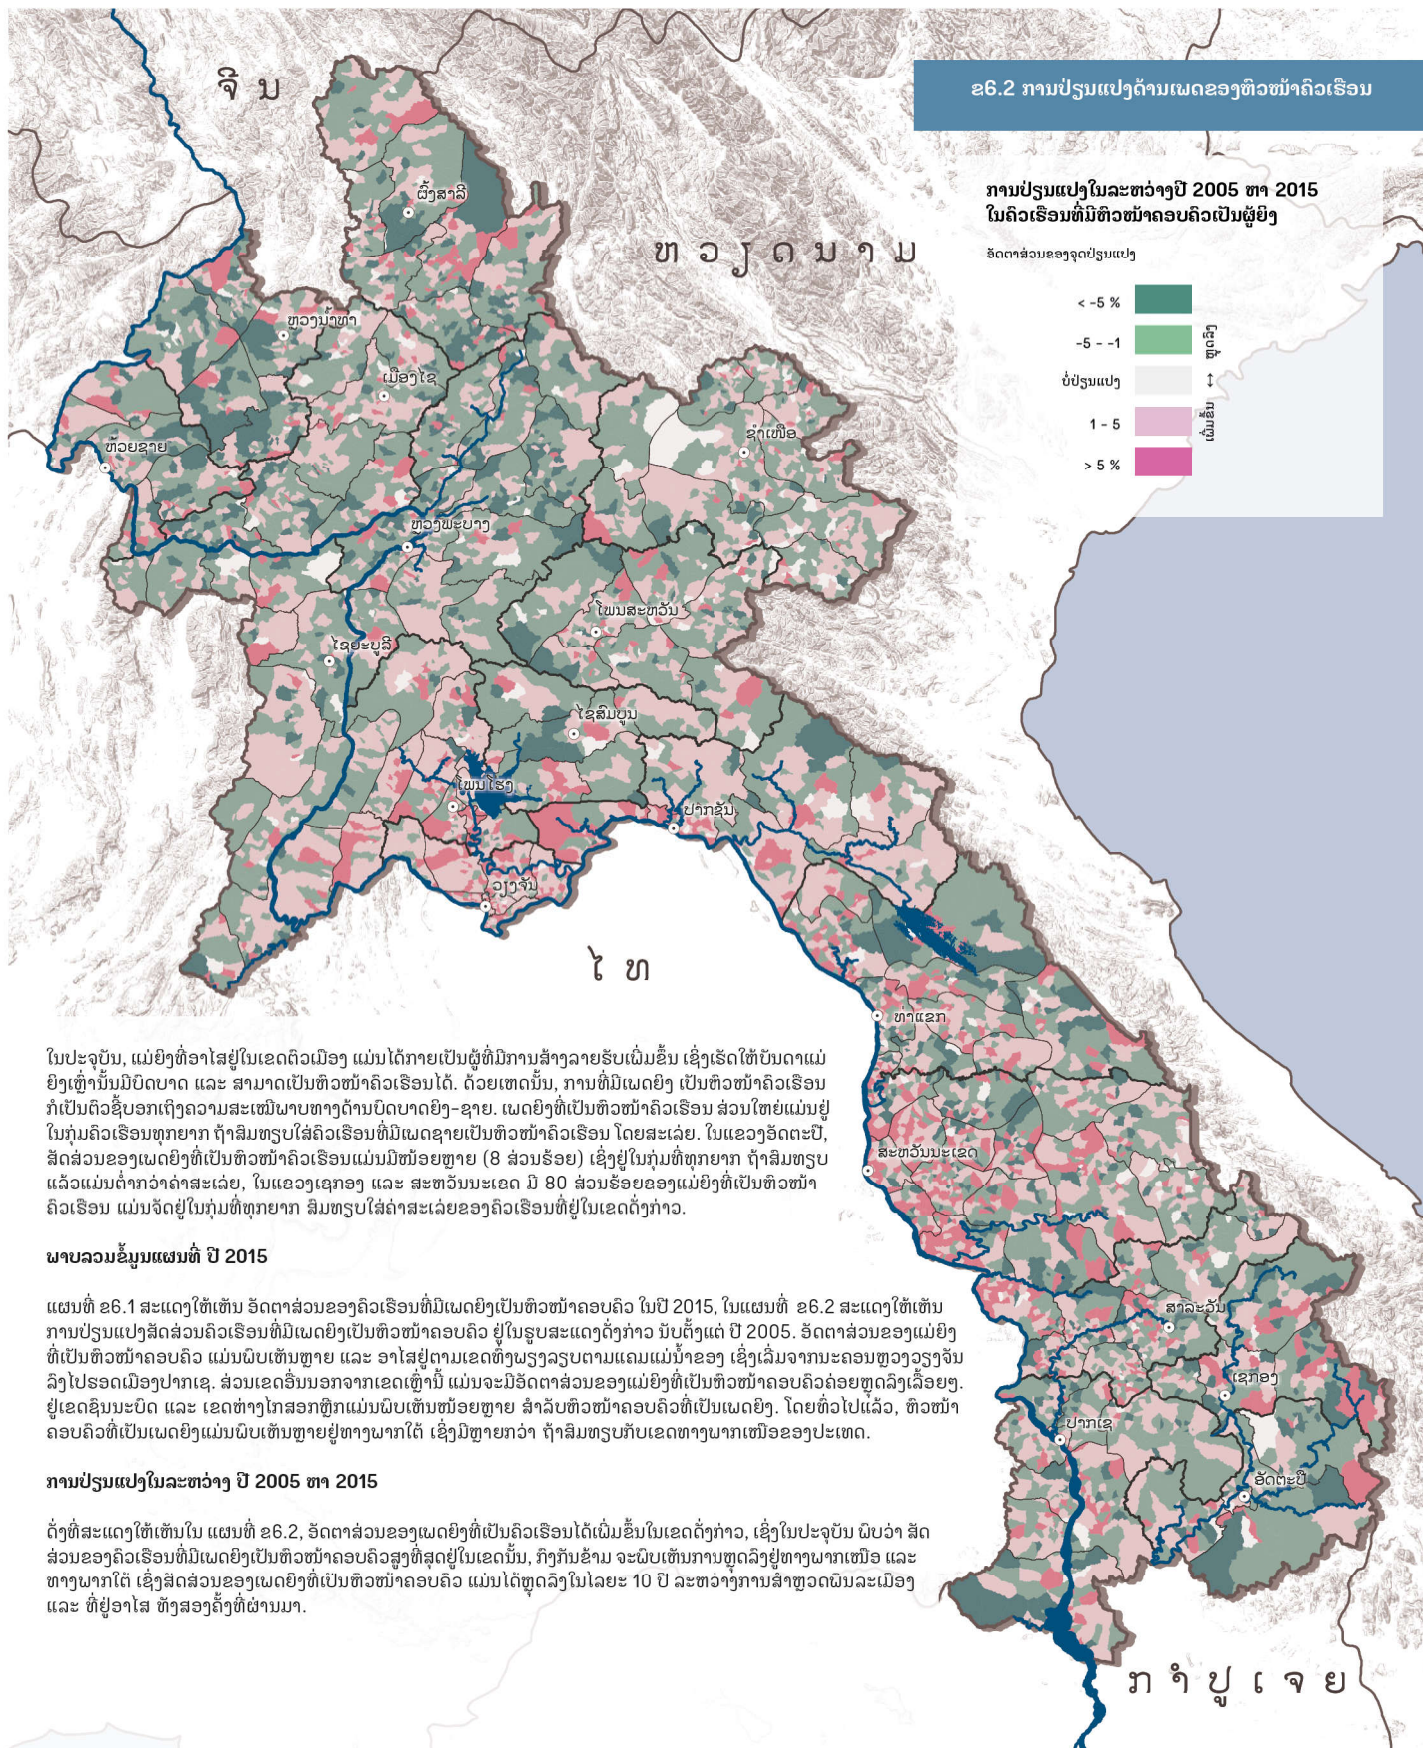 ຂ6.2 ການປ່ຽນແປງດ້ານເພດຂອງຫົວໜ້າຄົວເຮືອນ
ການປ່ຽນແປງໃນລະຫວ່າງປີ 2005 ຫາ 2015
ໃນຄົວເຮືອນທີ່ມີຫົວໜ້າຄອບຄົວເປັນຜູ້ຍິງ
ອັດຕາສ່ວນຂອງຈຸດປ່ຽນແປງ
< -5 %
-5 - -1
ບໍ່ປ່ຽນແປງ
1 - 5
> 5 %
ຫຼຸດລົງ
↔
ເພີ່ມຂຶ້ນ
ຈີນ
ຫວຽດນາມ
ໄທ
ກຳປູເຈຍ
ຜົ້ງສາລີ
ຫວງນ້ຳທາ
ເມືອງໄຊ
ຫ້ວຍຊາຍ
ຊຳເໜືອ
ຫຼວງພະບາງ
ໂພນສະຫວັນ
ໄຊຍະບູລີ
ໄຊສົມບູນ
ໂພນໂຮງ
ປາກຊັນ
ວຽງຈັນ
ທ່າແຂກ
ສະຫວັນນະເຂດ
ສາລະວັນ
ເຊກອງ
ປາກເຊ
ອັດຕະປື
ໃນປະຈຸບັນ, ແມ່ຍິງທີ່ອາໄສຢູ່ໃນເຂດຕົວເມືອງ ແມ່ນໄດ້ກາຍເປັນຜູ້ທີ່ມີການສ້າງລາຍຮັບເພີ່ມຂຶ້ນ ເຊິ່ງເຮັດໃຫ້ບັນດາແມ່
ຍິງເຫຼົ່ານັ້ນມີບົດບາດ ແລະ ສາມາດເປັນຫົວໜ້າຄົວເຮືອນໄດ້. ດ້ວຍເຫດນັ້ນ, ການທີ່ມີເພດຍິງ ເປັນຫົວໜ້າຄົວເຮືອນ
ກໍເປັນຕົວຊີ້ບອກເຖິງຄວາມສະເໝີພາບທາງດ້ານບົດບາດຍິງ-ຊາຍ. ເພດຍິງທີ່ເປັນຫົວໜ້າຄົວເຮືອນ ສ່ວນໃຫຍ່ແມ່ນຢູ່
ໃນກຸ່ມຄົວເຮືອນທຸກຍາກ ຖ້າສົມທຽບໃສ່ຄົວເຮືອນທີ່ມີເພດຊາຍເປັນຫົວໜ້າຄົວເຮືອນ ໂດຍສະເລ່ຍ. ໃນແຂວງອັດຕະປື,
ສັດສ່ວນຂອງເພດຍິງທີ່ເປັນຫົວໜ້າຄົວເຮືອນແມ່ນມີໜ້ອຍຫຼາຍ (8 ສ່ວນຮ້ອຍ) ເຊິ່ງຢູ່ໃນກຸ່ມທີ່ທຸກຍາກ ຖ້າສົມທຽບ
ແລ້ວແມ່ນຕ່ຳກວ່າຄ່າສະເລ່ຍ, ໃນແຂວງເຊກອງ ແລະ ສະຫວັນນະເຂດ ມີ 80 ສ່ວນຮ້ອຍຂອງແມ່ຍິງທີ່ເປັນຫົວໜ້າ
ຄົວເຮືອນ ແມ່ນຈັດຢູ່ໃນກຸ່ມທີ່ທຸກຍາກ ສົມທຽບໃສ່ຄ່າສະເລ່ຍຂອງຄົວເຮືອນທີ່ຢູ່ໃນເຂດດັ່ງກ່າວ.
ພາບລວມຂໍ້ມູນແຜນທີ່ ປີ 2015
ແຜນທີ່ ຂ6.1 ສະແດງໃຫ້ເຫັນ ອັດຕາສ່ວນຂອງຄົວເຮືອນທີ່ມີເພດຍິງເປັນຫົວໜ້າຄອບຄົວ ໃນປີ 2015, ໃນແຜນທີ່ ຂ6.2 ສະແດງໃຫ້ເຫັນ
ການປ່ຽນແປງສັດສ່ວນຄົວເຮືອນທີ່ມີເພດຍິງເປັນຫົວໜ້າຄອບຄົວ ຢູ່ໃນຮູບສະແດງດັ່ງກ່າວ ນັບຕັ້ງແຕ່ ປີ 2005. ອັດຕາສ່ວນຂອງແມ່ຍິງ
ທີ່ເປັນຫົວໜ້າຄອບຄົວ ແມ່ນພົບເຫັນຫຼາຍ ແລະ ອາໄສຢູ່ຕາມເຂດທົ່ງພຽງລຽບຕາມແຄມແມ່ນ້ຳຂອງ ເຊິ່ງເລີ່ມຈາກນະຄອນຫຼວງວຽງຈັນ
ລົງໄປຮອດເມືອງປາກເຊ. ສ່ວນເຂດອື່ນນອກຈາກເຂດເຫຼົ່ານີ້ ແມ່ນຈະມີອັດຕາສ່ວນຂອງແມ່ຍິງທີ່ເປັນຫົວໜ້າຄອບຄົວຄ່ອຍຫຼຸດລົງເລື້ອຍໆ.
ຢູ່ເຂດຊົນນະບົດ ແລະ ເຂດຫ່າງໄກສອກຫຼີກແມ່ນພົບເຫັນໜ້ອຍຫຼາຍ ສຳລັບຫົວໜ້າຄອບຄົວທີ່ເປັນເພດຍິງ. ໂດຍທົ່ວໄປແລ້ວ, ຫົວໜ້າ
ຄອບຄົວທີ່ເປັນເພດຍິງແມ່ນພົບເຫັນຫຼາຍຢູ່ທາງພາກໃຕ້ ເຊິ່ງມີຫຼາຍກວ່າ ຖ້າສົມທຽບກັບເຂດທາງພາກເໜືອຂອງປະເທດ.
ການປ່ຽນແປງໃນລະຫວ່າງ ປີ 2005 ຫາ 2015
ດັ່ງທີ່ສະແດງໃຫ້ເຫັນໃນ ແຜນທີ່ ຂ6.2, ອັດຕາສ່ວນຂອງເພດຍິງທີ່ເປັນຄົວເຮືອນໄດ້ເພີ່ມຂຶ້ນໃນເຂດດັ່ງກ່າວ, ເຊິ່ງໃນປະຈຸບັນ ພົບວ່າ ສັດ
ສ່ວນຂອງຄົວເຮືອນທີ່ມີເພດຍິງເປັນຫົວໜ້າຄອບຄົວສູງທີ່ສຸດຢູ່ໃນເຂດນັ້ນ, ກົງກັນຂ້າມ ຈະພົບເຫັນການຫຼຸດລົງຢູ່ທາງພາກເໜືອ ແລະ
ທາງພາກໃຕ້ ເຊິ່ງສັດສ່ວນຂອງເພດຍິງທີ່ເປັນຫົວໜ້າຄອບຄົວ ແມ່ນໄດ້ຫຼຸດລົງໃນໄລຍະ 10 ປີ ລະຫວ່າງການສຳຫຼວດພົນລະເມືອງ
ແລະ ທີ່ຢູ່ອາໄສ ທັງສອງຄັ້ງທີ່ຜ່ານມາ.